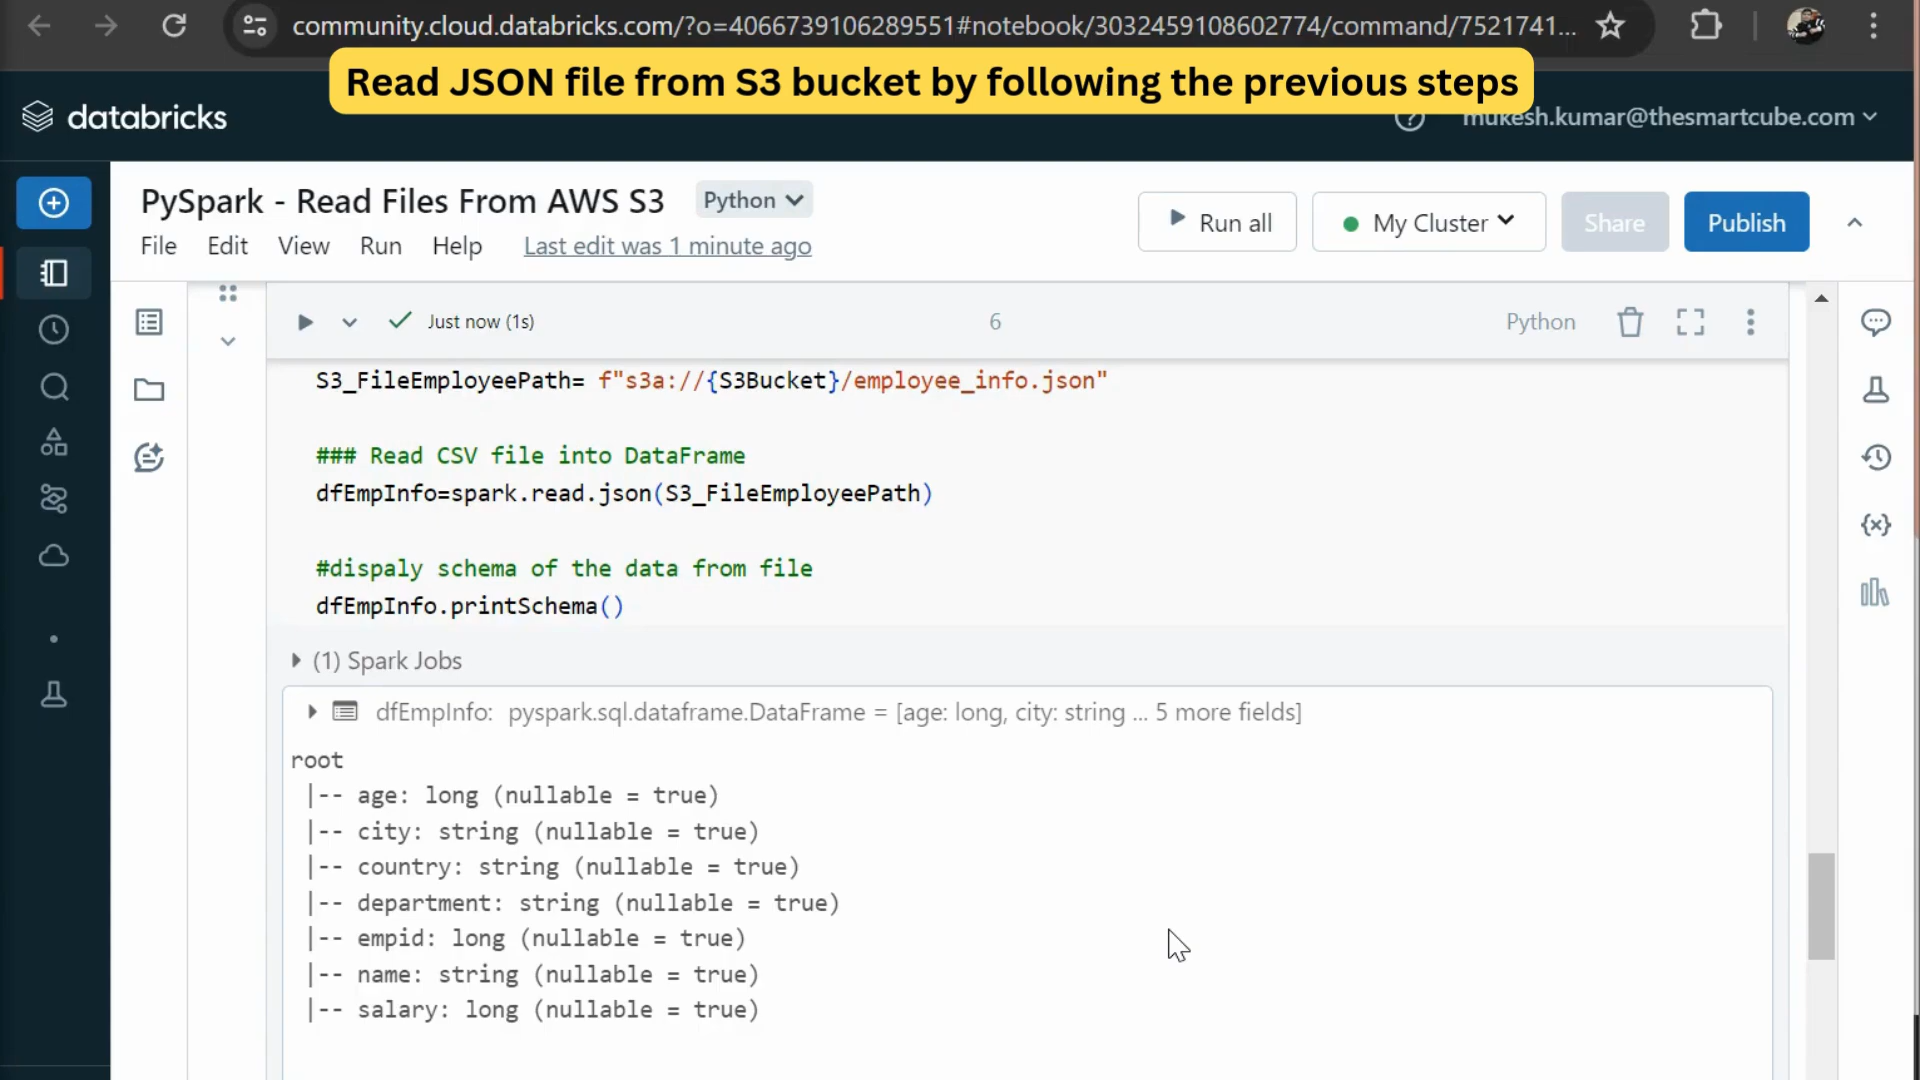 community.cloud.databricks.com/?o=4066739106289551#notebook/3032459108602774/command/7521741...
Read JSON file from S3 bucket by following the previous steps
databricks
mukesh.kumar@thesmartcube.com
PySpark - Read Files From AWS S3
Python
Run all
My Cluster
Share
Publish
File
Edit
View
Run
Help
Last edit was 1 minute ago
Just now (1s)
6
Python
S3_FileEmployeePath= f"s3a://{S3Bucket}/employee_info.json"
### Read CSV file into DataFrame
dfEmpInfo=spark.read.json(S3_FileEmployeePath)
#dispaly schema of the data from file
dfEmpInfo.printSchema()
(1) Spark Jobs
dfEmpInfo: pyspark.sql.dataframe.DataFrame = [age: long, city: string ... 5 more fields]
root
|-- age: long (nullable = true)
|-- city: string (nullable = true)
|-- country: string (nullable = true)
|-- department: string (nullable = true)
|-- empid: long (nullable = true)
|-- name: string (nullable = true)
|-- salary: long (nullable = true)